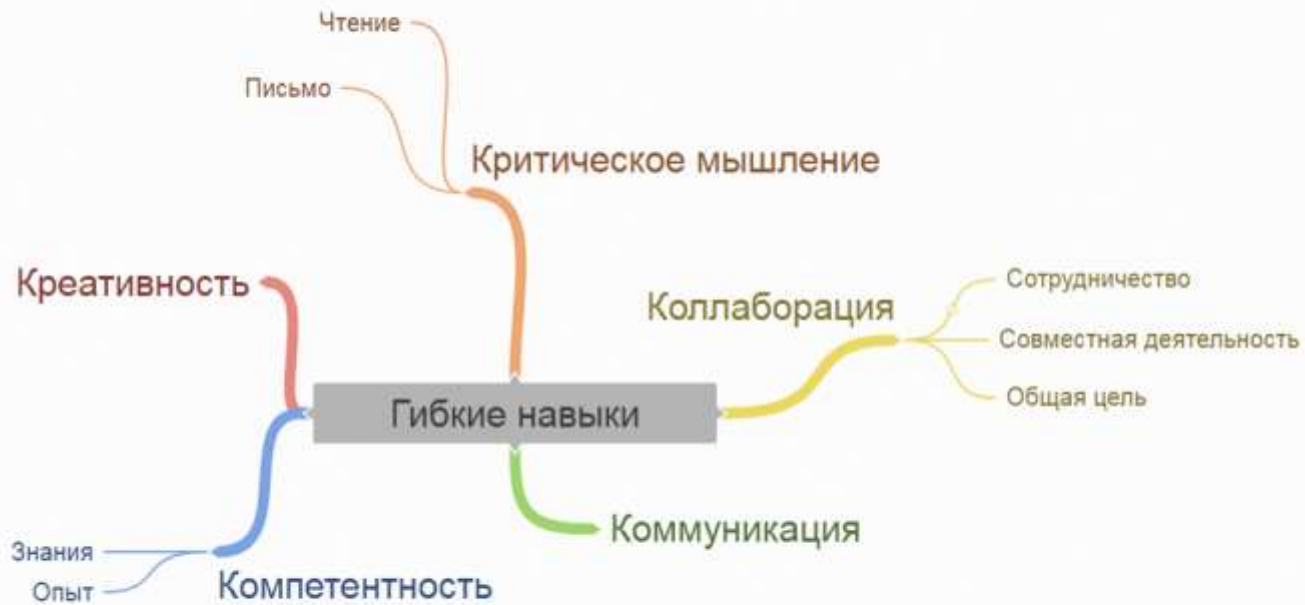 Чтение
Письмо
Критическое мышление
Креативность
Коллаборация
Сотрудничество
Совместная деятельность
Общая цель
Гибкие навыки
Коммуникация
Знания
Опыт
Компетентность